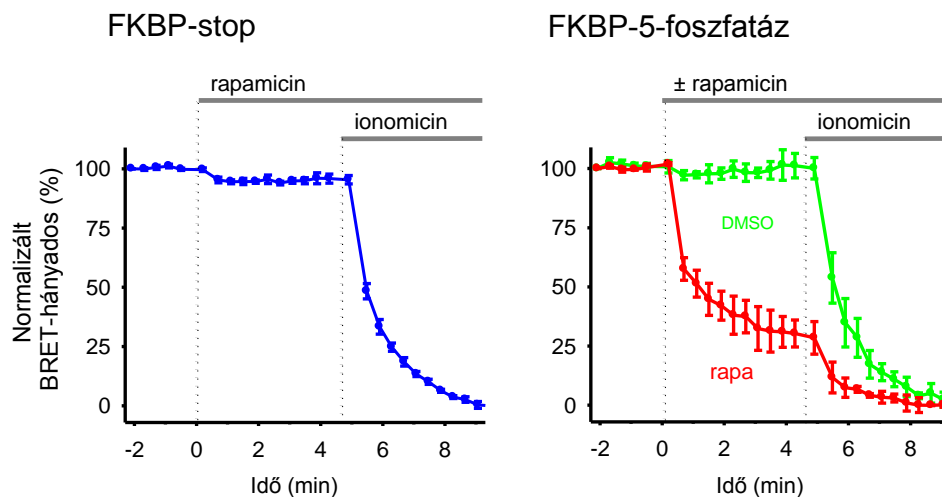 FKBP-stop
FKBP-5-foszfatáz
rapamicin
ionomicin
± rapamicin
ionomicin
Normalizált
BRET-hányados (%)
100
75
50
25
0
-2 0 2 4 6 8
Idő (min)
100
75
50
25
0
DMSO
rapa
-2 0 2 4 6 8
Idő (min)